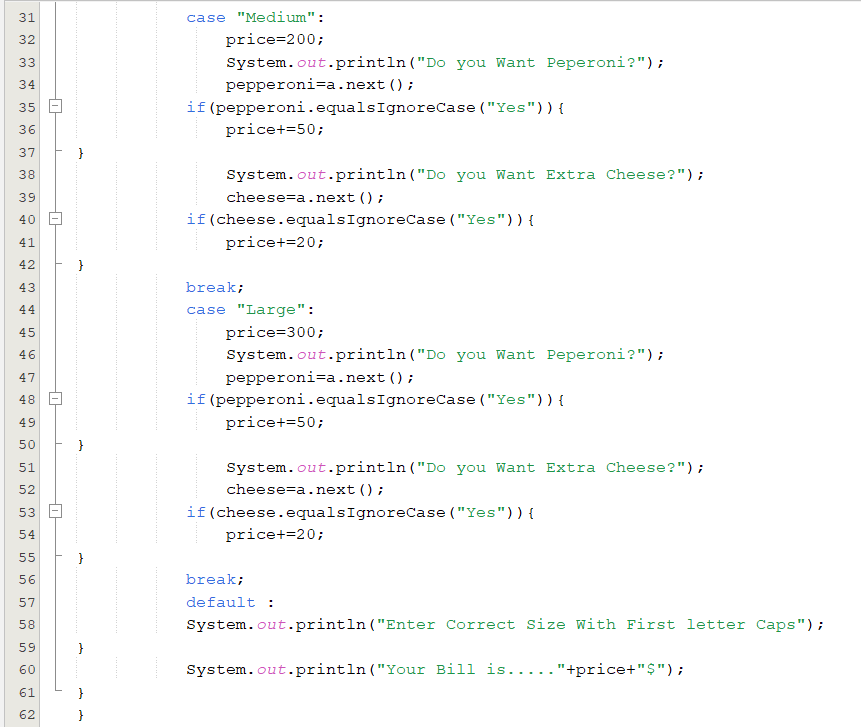 31 case "Medium":
32 price=200;
33 System.out.println("Do you Want Peperoni?");
34 pepperoni=a.next();
35 if(pepperoni.equalsIgnoreCase("Yes")){
36 price+=50;
37 }
38 System.out.println("Do you Want Extra Cheese?");
39 cheese=a.next();
40 if(cheese.equalsIgnoreCase("Yes")){
41 price+=20;
42 }
43 break;
44 case "Large":
45 price=300;
46 System.out.println("Do you Want Peperoni?");
47 pepperoni=a.next();
48 if(pepperoni.equalsIgnoreCase("Yes")){
49 price+=50;
50 }
51 System.out.println("Do you Want Extra Cheese?");
52 cheese=a.next();
53 if(cheese.equalsIgnoreCase("Yes")){
54 price+=20;
55 }
56 break;
57 default :
58 System.out.println("Enter Correct Size With First letter Caps");
59 }
60 System.out.println("Your Bill is....."+price+"$");
61 }
62 }